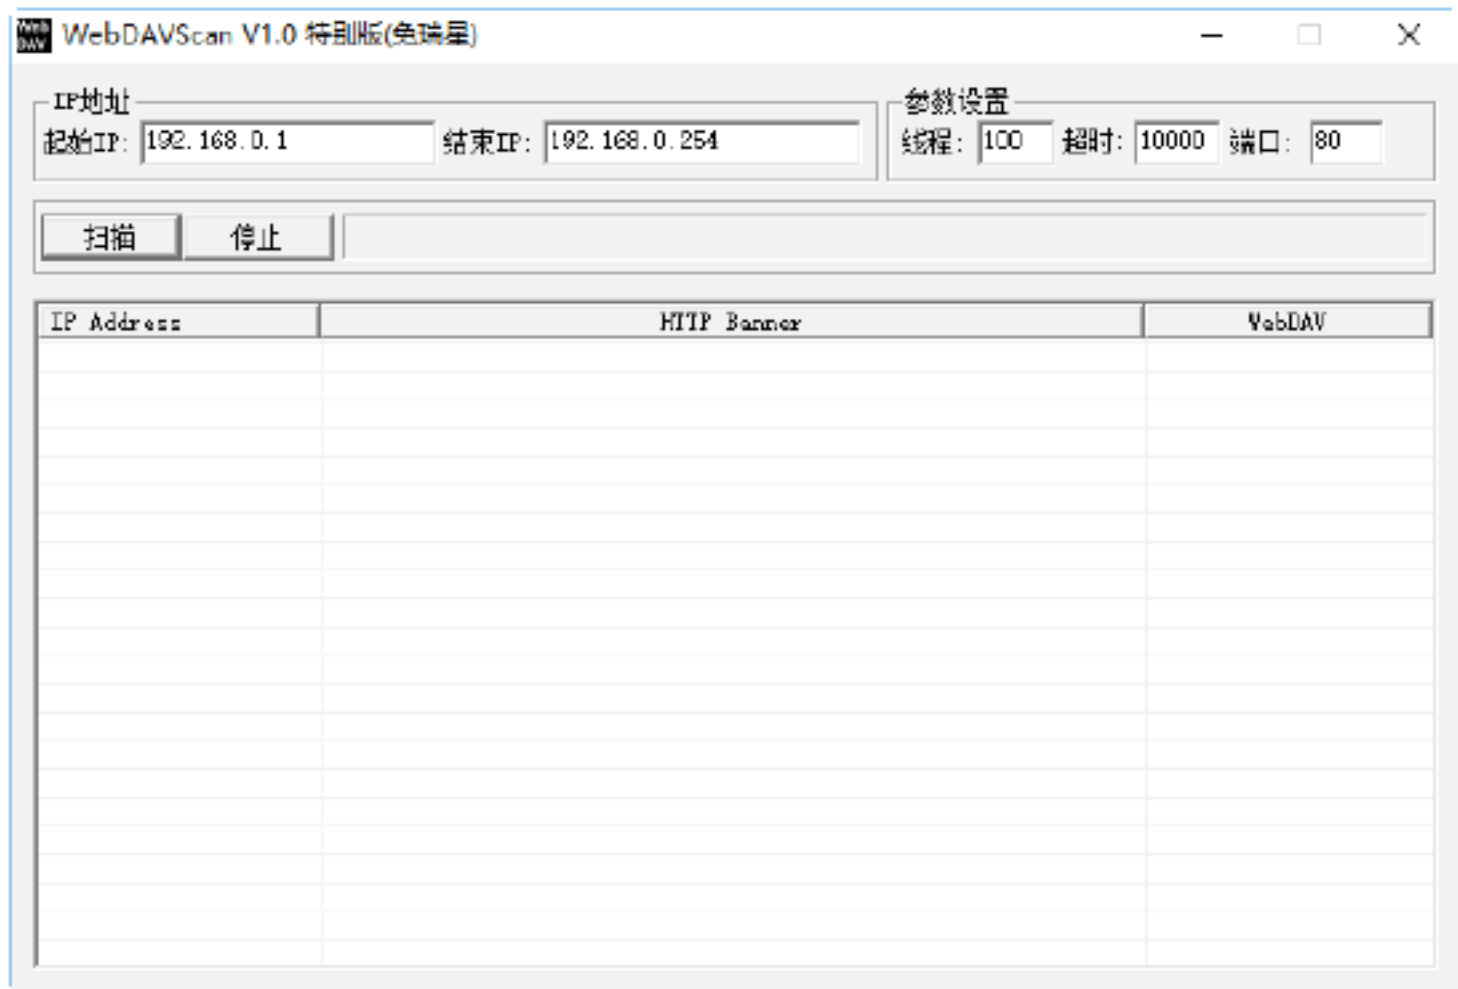 Web DAV
WebDAVScan V1.0 特别版(免瑞星)
IP地址
起始IP: 192.168.0.1 结束IP: 192.168.0.254
参数设置
线程: 100 超时: 10000 端口: 80
扫描 停止
IP Address HTTP Banner WebDAV